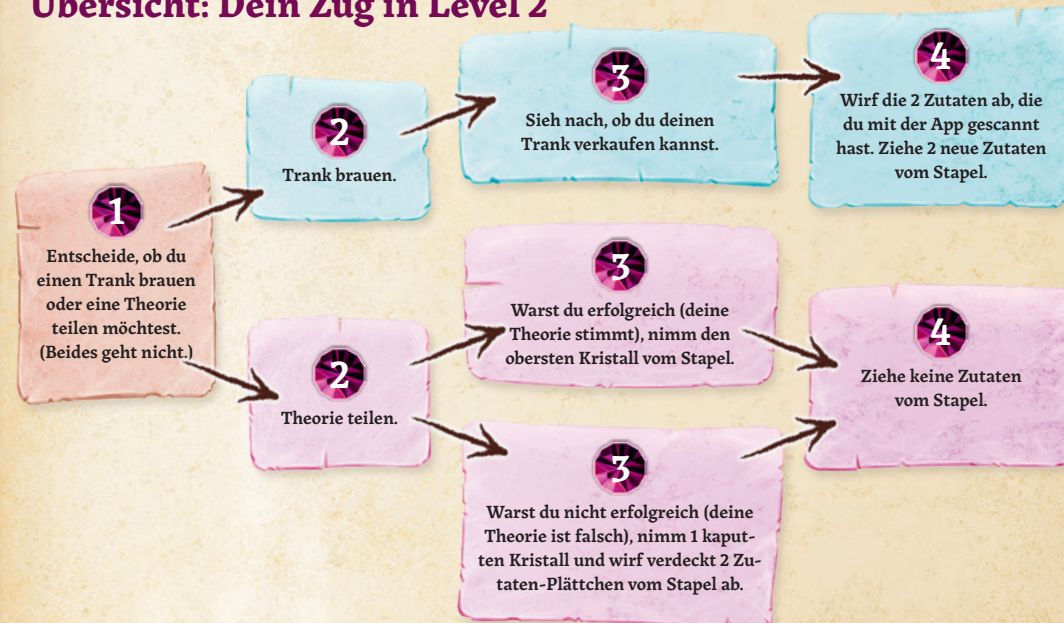 Übersicht: Dein Zug in Level 2
1
Entscheide, ob du
einen Trank brauen
oder eine Theorie
teilen möchtest.
(Beides geht nicht.)
2
Trank brauen.
3
Sieh nach, ob du deinen
Trank verkaufen kannst.
4
Wirf die 2 Zutaten ab, die
du mit der App gescannt
hast. Ziehe 2 neue Zutaten
vom Stapel.
2
Theorie teilen.
3
Warst du erfolgreich (deine
Theorie stimmt), nimm den
obersten Kristall vom Stapel.
3
Warst du nicht erfolgreich (deine
Theorie ist falsch), nimm 1 kaput-
ten Kristall und wirf verdeckt 2 Zu-
taten-Plättchen vom Stapel ab.
4
Ziehe keine Zutaten
vom Stapel.